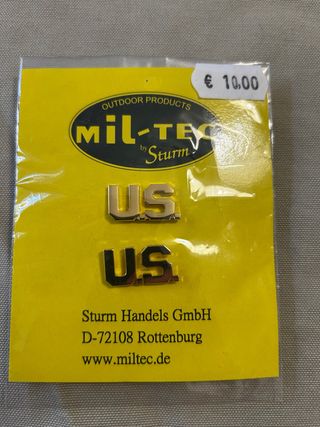 € 10.00
OUTDOOR PRODUCTS
MIL-TEC
by Sturm
U.S.
U.S.
Sturm Handels GmbH
D-72108 Rottenburg
www.miltec.de